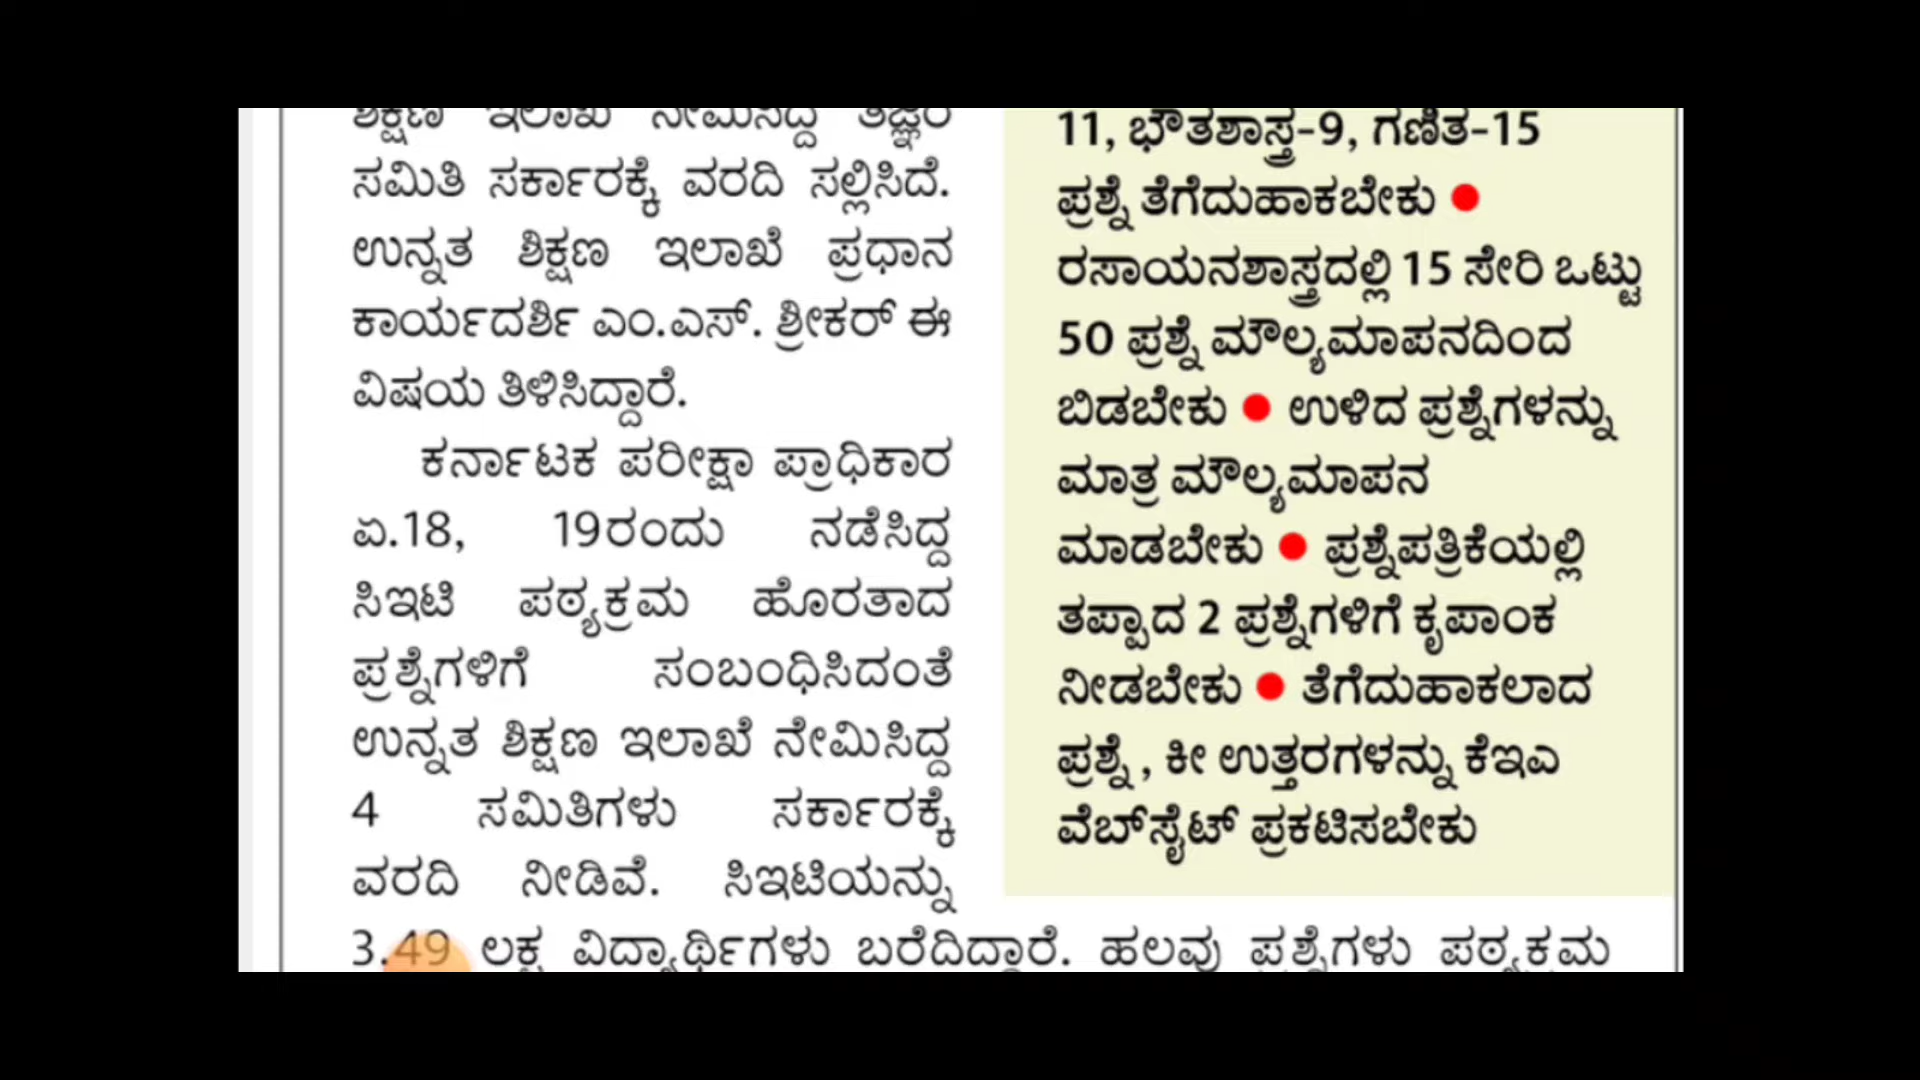 ಶಿಕ್ಷಣ ಇಲಾಖೆ ನೇಮಿಸಿದ್ದ ತಜ್ಞರ
ಸಮಿತಿ ಸರ್ಕಾರಕ್ಕೆ ವರದಿ ಸಲ್ಲಿಸಿದೆ.
ಉನ್ನತ ಶಿಕ್ಷಣ ಇಲಾಖೆ ಪ್ರಧಾನ
ಕಾರ್ಯದರ್ಶಿ ಎಂ.ಎಸ್. ಶ್ರೀಕರ್ ಈ
ವಿಷಯ ತಿಳಿಸಿದ್ದಾರೆ.
ಕರ್ನಾಟಕ ಪರೀಕ್ಷಾ ಪ್ರಾಧಿಕಾರ
ಏ.18, 19ರಂದು ನಡೆಸಿದ್ದ
ಸಿಇಟಿ ಪಠ್ಯಕ್ರಮ ಹೊರತಾದ
ಪ್ರಶ್ನೆಗಳಿಗೆ ಸಂಬಂಧಿಸಿದಂತೆ
ಉನ್ನತ ಶಿಕ್ಷಣ ಇಲಾಖೆ ನೇಮಿಸಿದ್ದ
4 ಸಮಿತಿಗಳು ಸರ್ಕಾರಕ್ಕೆ
ವರದಿ ನೀಡಿವೆ. ಸಿಇಟಿಯನ್ನು
3.49 ಲಕ್ಷ ವಿದ್ಯಾರ್ಥಿಗಳು ಬರೆದಿದ್ದಾರೆ. ಹಲವು ಪ್ರಶ್ನೆಗಳು ಪಠ್ಯಕ್ರಮ
11, ಭೌತಶಾಸ್ತ್ರ-9, ಗಣಿತ-15
ಪ್ರಶ್ನೆ ತೆಗೆದುಹಾಕಬೇಕು ●
ರಸಾಯನಶಾಸ್ತ್ರದಲ್ಲಿ 15 ಸೇರಿ ಒಟ್ಟು
50 ಪ್ರಶ್ನೆ ಮೌಲ್ಯಮಾಪನದಿಂದ
ಬಿಡಬೇಕು ● ಉಳಿದ ಪ್ರಶ್ನೆಗಳನ್ನು
ಮಾತ್ರ ಮೌಲ್ಯಮಾಪನ
ಮಾಡಬೇಕು ● ಪ್ರಶ್ನೆಪತ್ರಿಕೆಯಲ್ಲಿ
ತಪ್ಪಾದ 2 ಪ್ರಶ್ನೆಗಳಿಗೆ ಕೃಪಾಂಕ
ನೀಡಬೇಕು ● ತೆಗೆದುಹಾಕಲಾದ
ಪ್ರಶ್ನೆ , ಕೀ ಉತ್ತರಗಳನ್ನು ಕೆಇಎ
ವೆಬ್‌ಸೈಟ್ ಪ್ರಕಟಿಸಬೇಕು